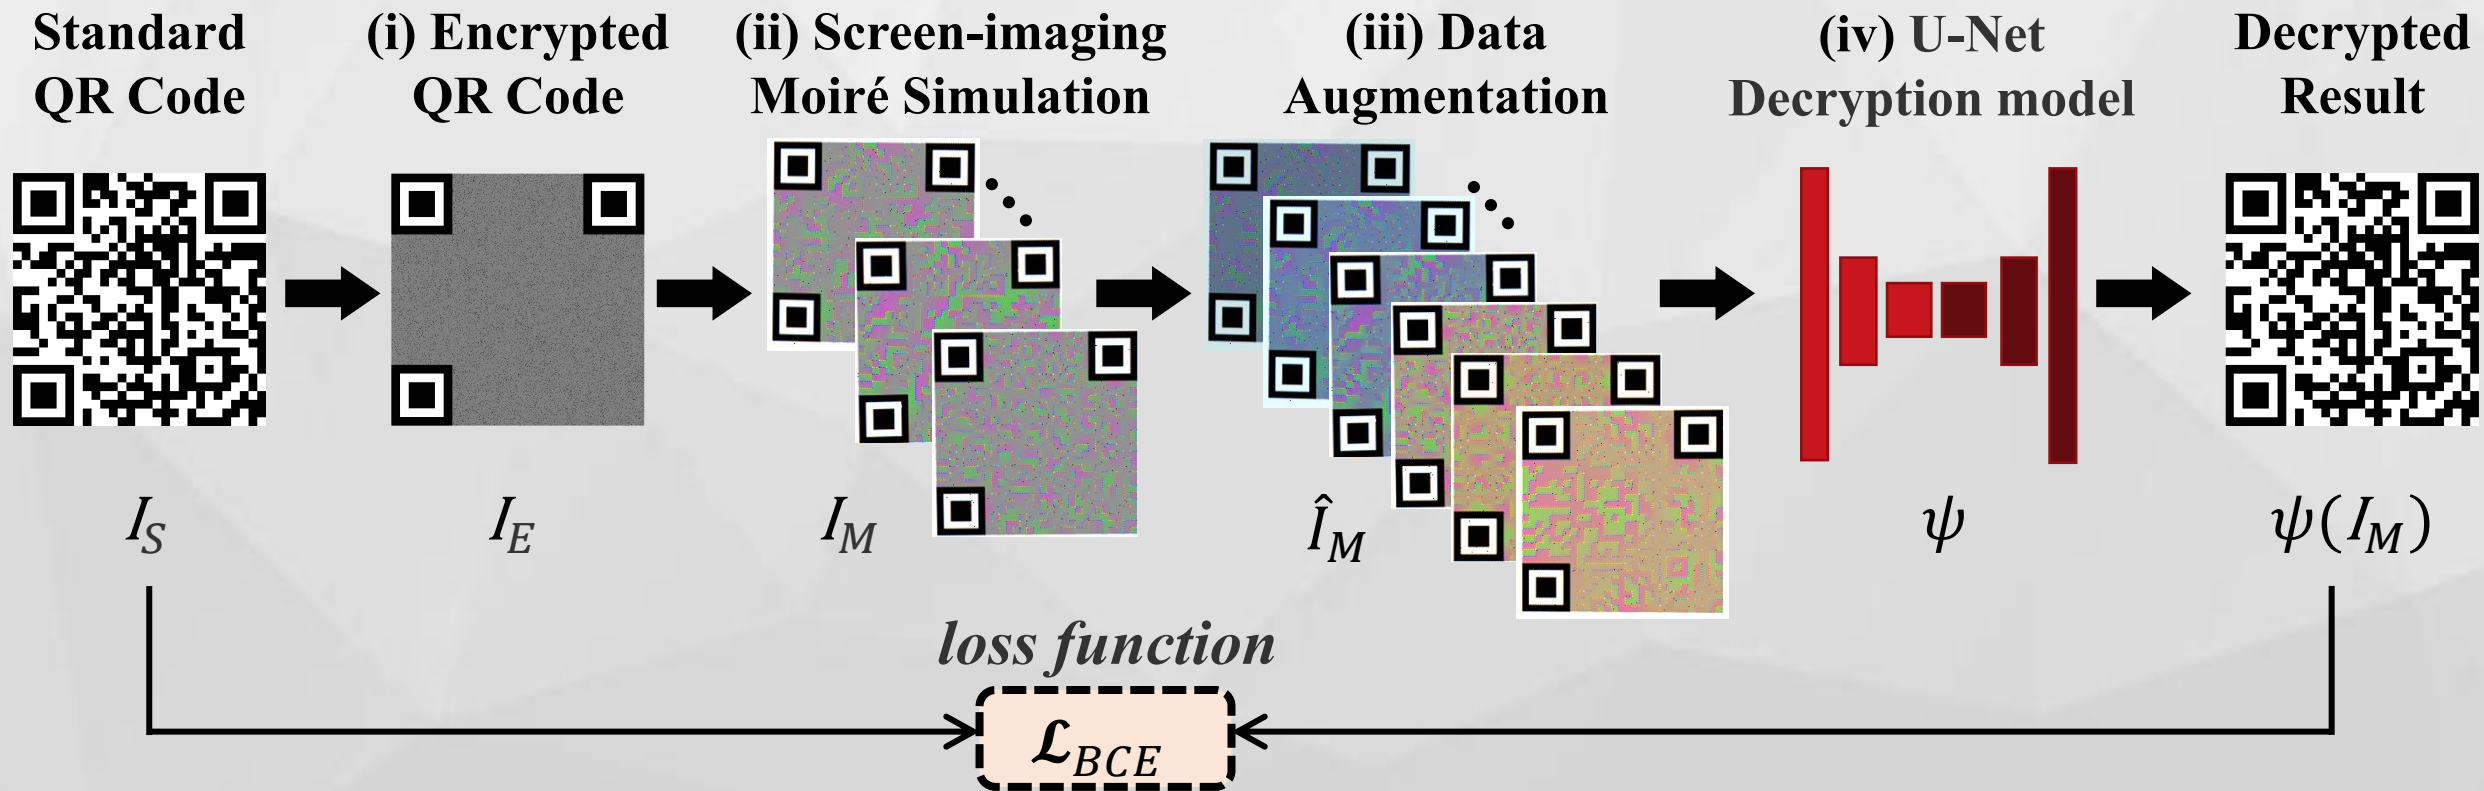 Standard
QR Code
(i) Encrypted
QR Code
(ii) Screen-imaging
Moiré Simulation
(iii) Data
Augmentation
(iv) U-Net
Decryption model
Decrypted
Result
I_S
I_E
I_M
Î_M
ψ
ψ(I_M)
loss function
ℒ_BCE